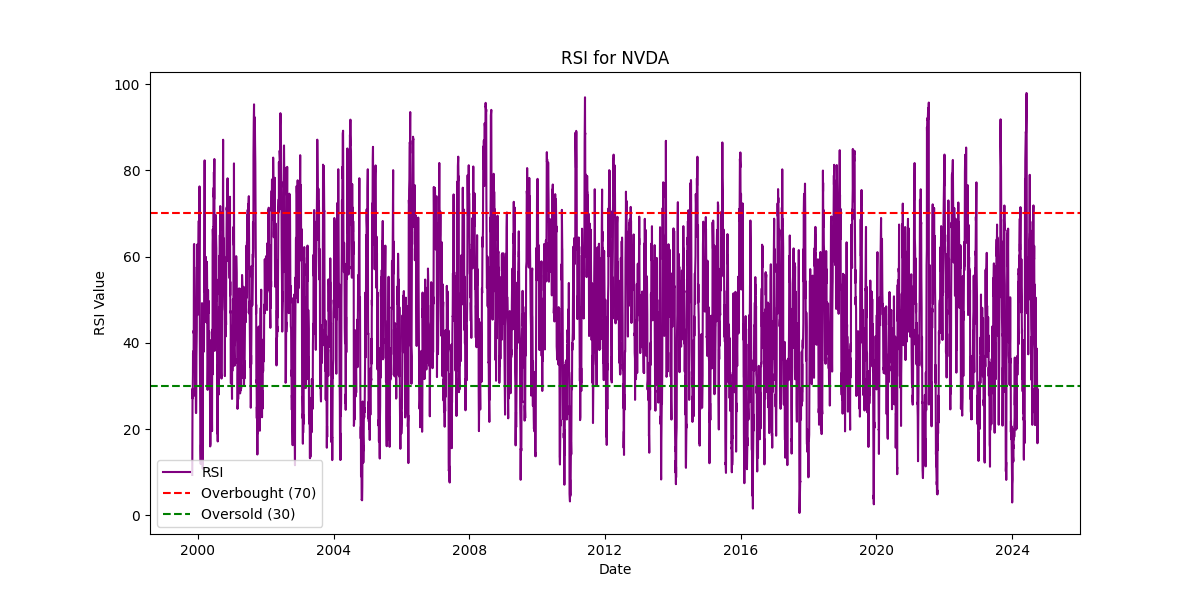 RSI for NVDA
RSI Value
100
80
60
40
20
0
RSI
Overbought (70)
Oversold (30)
2000 2004 2008 2012 2016 2020 2024
Date